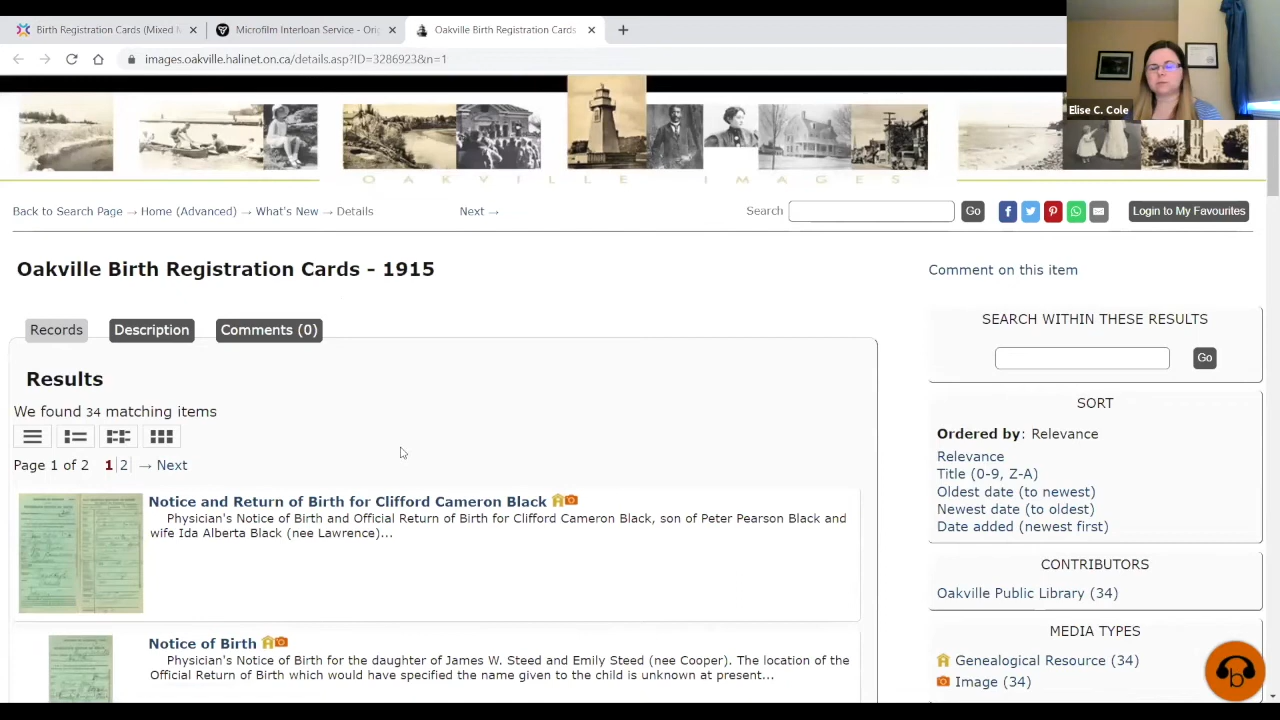 Birth Registration Cards (Mixed
Microfilm Interloan Service - Ori
Oakville Birth Registration Cards
images.oakville.halinet.on.ca/details.asp?ID=3286923&n=1
Elise C. Cole
OAKVILLE IMAGES
Back to Search Page → Home (Advanced) → What's New → Details
Next →
Search
Go
Login to My Favourites
Oakville Birth Registration Cards - 1915
Comment on this item
Records
Description
Comments (0)
Results
We found 34 matching items
Page 1 of 2 1 | 2 → Next
Notice and Return of Birth for Clifford Cameron Black
Physician's Notice of Birth and Official Return of Birth for Clifford Cameron Black, son of Peter Pearson Black and
wife Ida Alberta Black (nee Lawrence)...
Notice of Birth
Physician's Notice of Birth for the daughter of James W. Steed and Emily Steed (nee Cooper). The location of the
Official Return of Birth which would have specified the name given to the child is unknown at present...
SEARCH WITHIN THESE RESULTS
Go
SORT
Ordered by: Relevance
Relevance
Title (0-9, Z-A)
Oldest date (to newest)
Newest date (to oldest)
Date added (newest first)
CONTRIBUTORS
Oakville Public Library (34)
MEDIA TYPES
Genealogical Resource (34)
Image (34)